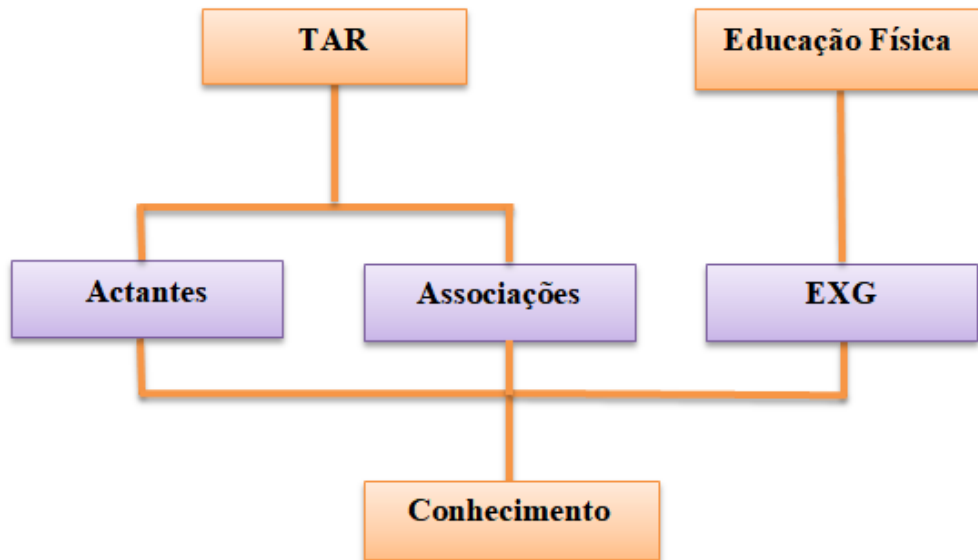 TAR
Educação Física
Actantes
Associações
EXG
Conhecimento